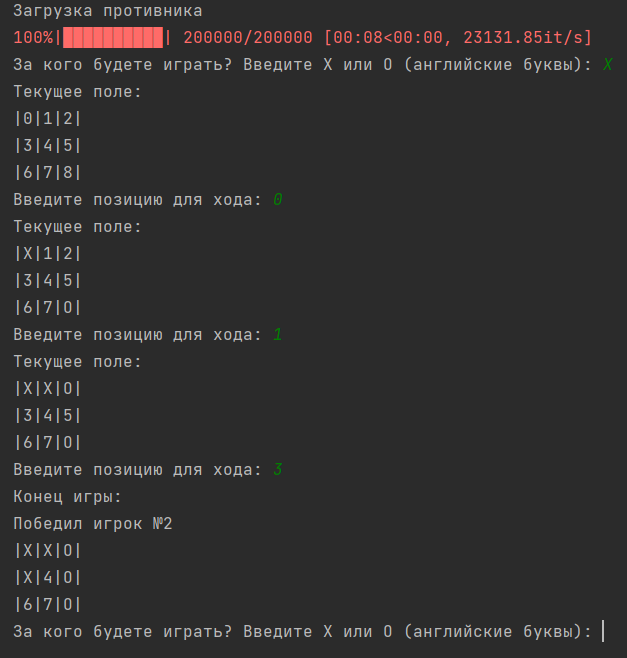 Загрузка противника
100%|██████████| 200000/200000 [00:08<00:00, 23131.85it/s]
За кого будете играть? Введите X или O (английские буквы): X
Текущее поле:
|0|1|2|
|3|4|5|
|6|7|8|
Введите позицию для хода: 0
Текущее поле:
|X|1|2|
|3|4|5|
|6|7|O|
Введите позицию для хода: 1
Текущее поле:
|X|X|O|
|3|4|5|
|6|7|O|
Введите позицию для хода: 3
Конец игры:
Победил игрок №2
|X|X|O|
|X|4|O|
|6|7|O|
За кого будете играть? Введите X или O (английские буквы):